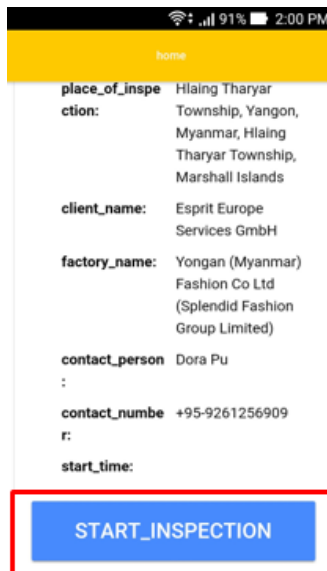 91% 2:00 PM
home
place_of_inspe Hlaing Tharyar
ction: Township, Yangon,
Myanmar, Hlaing
Tharyar Township,
Marshall Islands
client_name: Esprit Europe
Services GmbH
factory_name: Yongan (Myanmar)
Fashion Co Ltd
(Splendid Fashion
Group Limited)
contact_person Dora Pu
:
contact_numbe +95-9261256909
r:
start_time:
START_INSPECTION